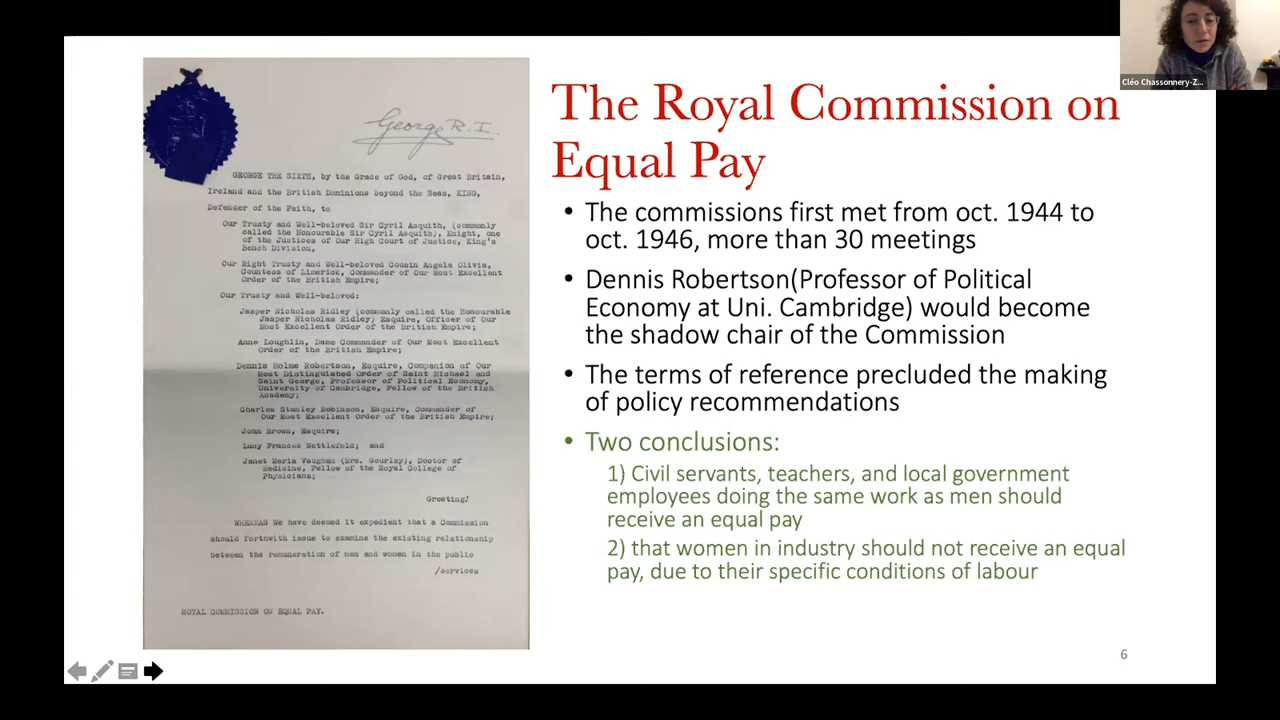 George R.I.
GEORGE THE SIXTH, by the Grace of God, of Great Britain,
Ireland and the British Dominions beyond the Seas, KING,
Defender of the Faith, to
Our Trusty and Well-beloved Sir Cyril Asquith, (commonly
called the Honourable Sir Cyril Asquith), Knight, one
of the Justices of Our High Court of Justice, King's
Bench Division,
Our Right Trusty and Well-beloved Cousin Angela Olivia,
Countess of Limerick, Commander of Our Most Excellent
Order of the British Empire;
Our Trusty and Well-beloved:
Jasper Nicholas Ridley (commonly called the Honourable
Jasper Nicholas Ridley) Esquire, Officer of Our
Most Excellent Order of the British Empire;
Anne Loughlin, Dame Commander of Our Most Excellent
Order of the British Empire;
Dennis Holme Robertson, Esquire, Companion of Our
Most Distinguished Order of Saint Michael and
Saint George, Professor of Political Economy,
University of Cambridge, Fellow of the British
Academy;
Charles Stanley Robinson, Esquire, Commander of
Our Most Excellent Order of the British Empire;
John Brown, Esquire;
Lucy Frances Nettlefold; and
Janet Maria Vaughan (Mrs. Gourlay), Doctor of
Medicine, Fellow of the Royal College of
Physicians;
Greeting!
WHEREAS We have deemed it expedient that a Commission
should forthwith issue to examine the existing relationship
between the remuneration of men and women in the public
/services
ROYAL COMMISSION ON EQUAL PAY.
The Royal Commission on
Equal Pay
• The commissions first met from oct. 1944 to
oct. 1946, more than 30 meetings
• Dennis Robertson(Professor of Political
Economy at Uni. Cambridge) would become
the shadow chair of the Commission
• The terms of reference precluded the making
of policy recommendations
• Two conclusions:
1) Civil servants, teachers, and local government
employees doing the same work as men should
receive an equal pay
2) that women in industry should not receive an equal
pay, due to their specific conditions of labour
6
Cléo Chassonnery-Z...